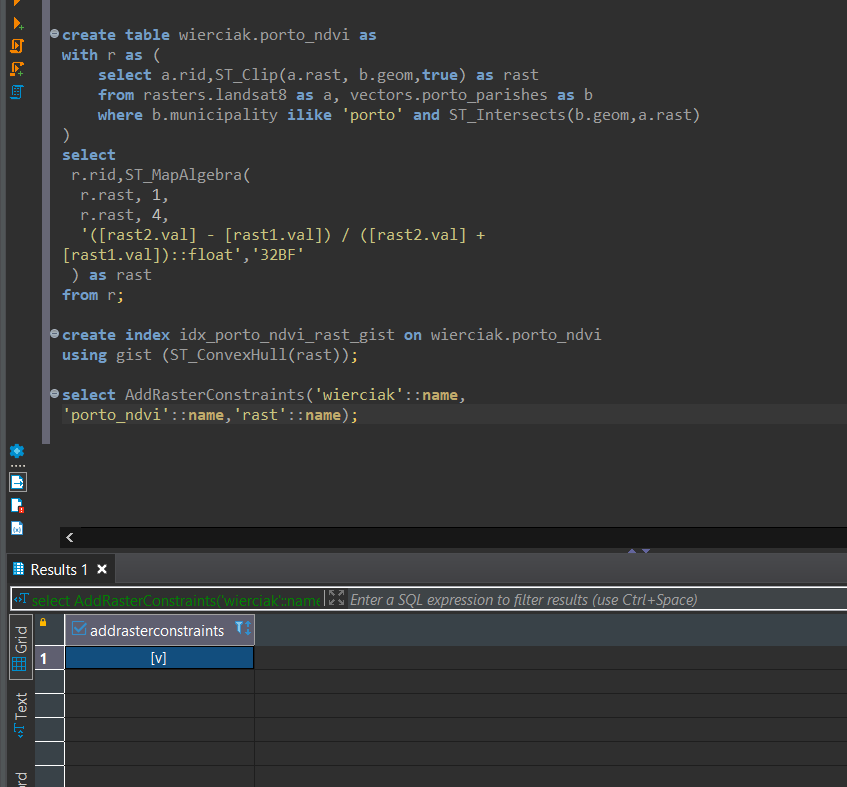 create table wierciak.porto_ndvi as
with r as (
    select a.rid,ST_Clip(a.rast, b.geom,true) as rast
    from rasters.landsat8 as a, vectors.porto_parishes as b
    where b.municipality ilike 'porto' and ST_Intersects(b.geom,a.rast)
)
select
 r.rid,ST_MapAlgebra(
  r.rast, 1,
  r.rast, 4,
  '([rast2.val] - [rast1.val]) / ([rast2.val] +
[rast1.val])::float','32BF'
 ) as rast
from r;
create index idx_porto_ndvi_rast_gist on wierciak.porto_ndvi
using gist (ST_ConvexHull(rast));
select AddRasterConstraints('wierciak'::name,
'porto_ndvi'::name,'rast'::name);
Results 1
select AddRasterConstraints('wierciak'::name Enter a SQL expression to filter results (use Ctrl+Space)
Grid
addrasterconstraints
1 [v]
Text